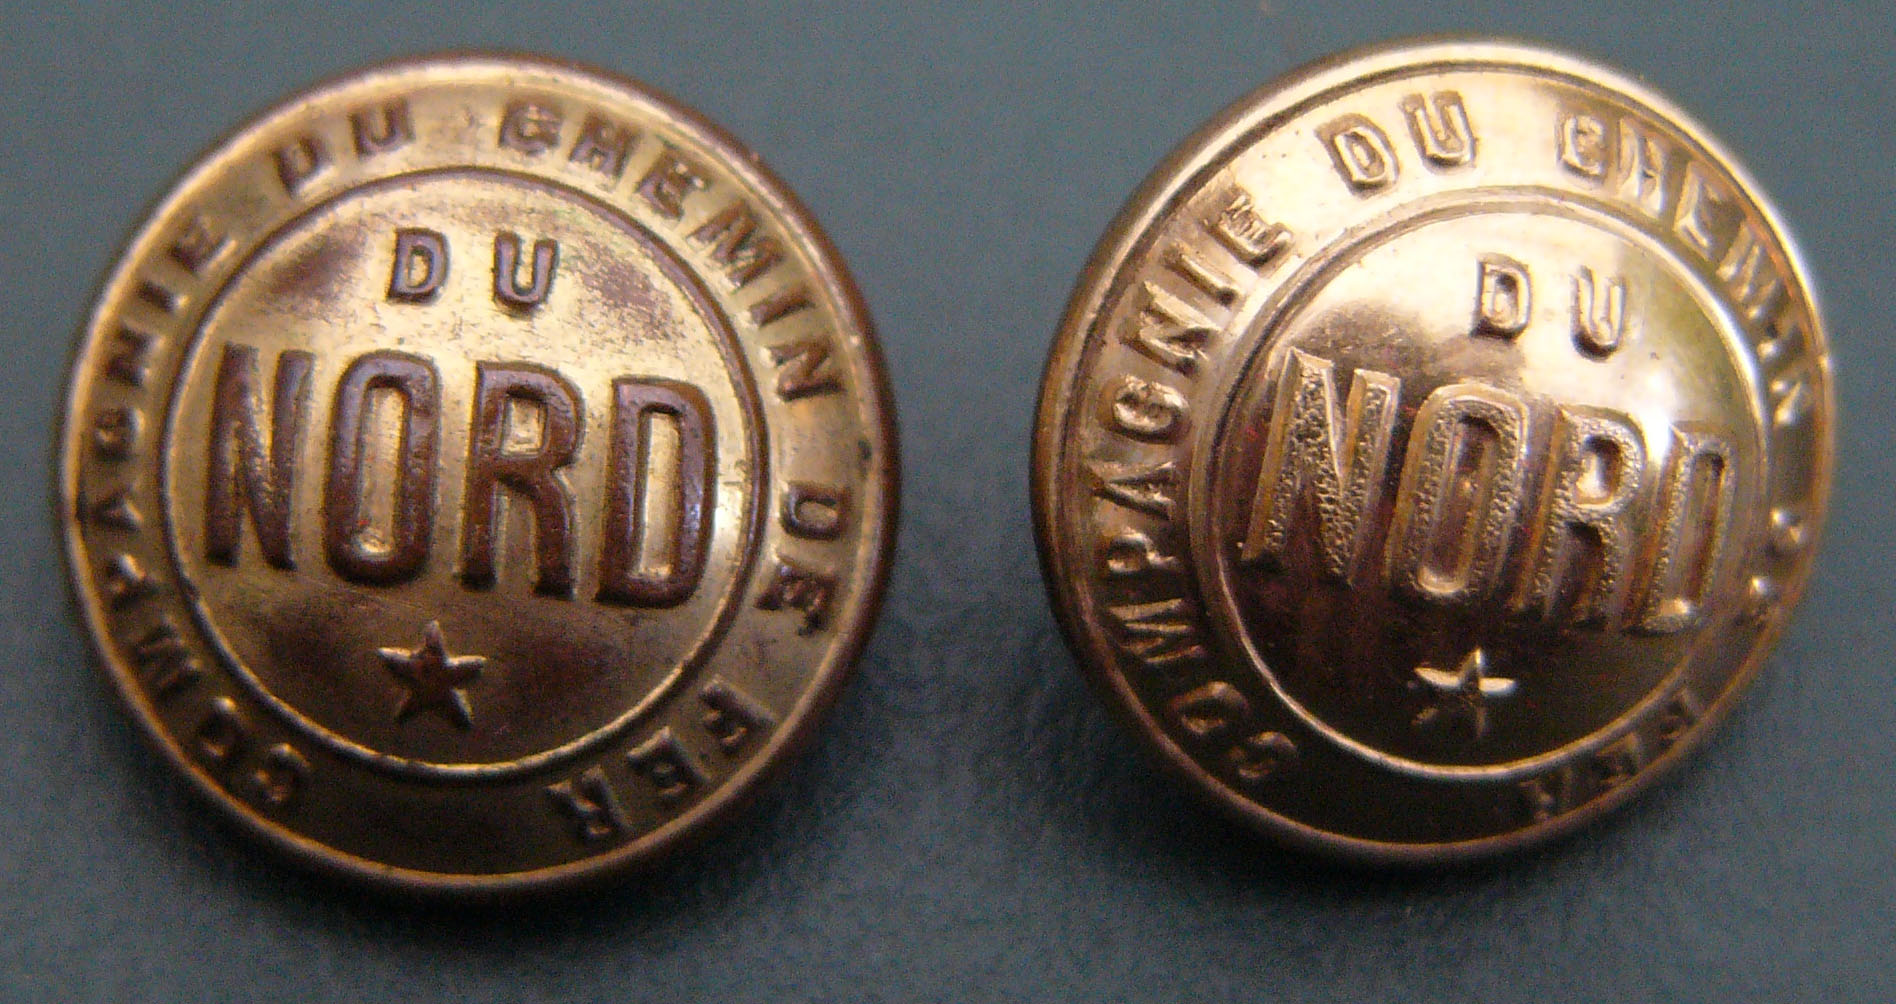 COMPAGNIE DU CHEMIN DE FER
DU
NORD
COMPAGNIE DU CHEMIN DE FER
DU
NORD